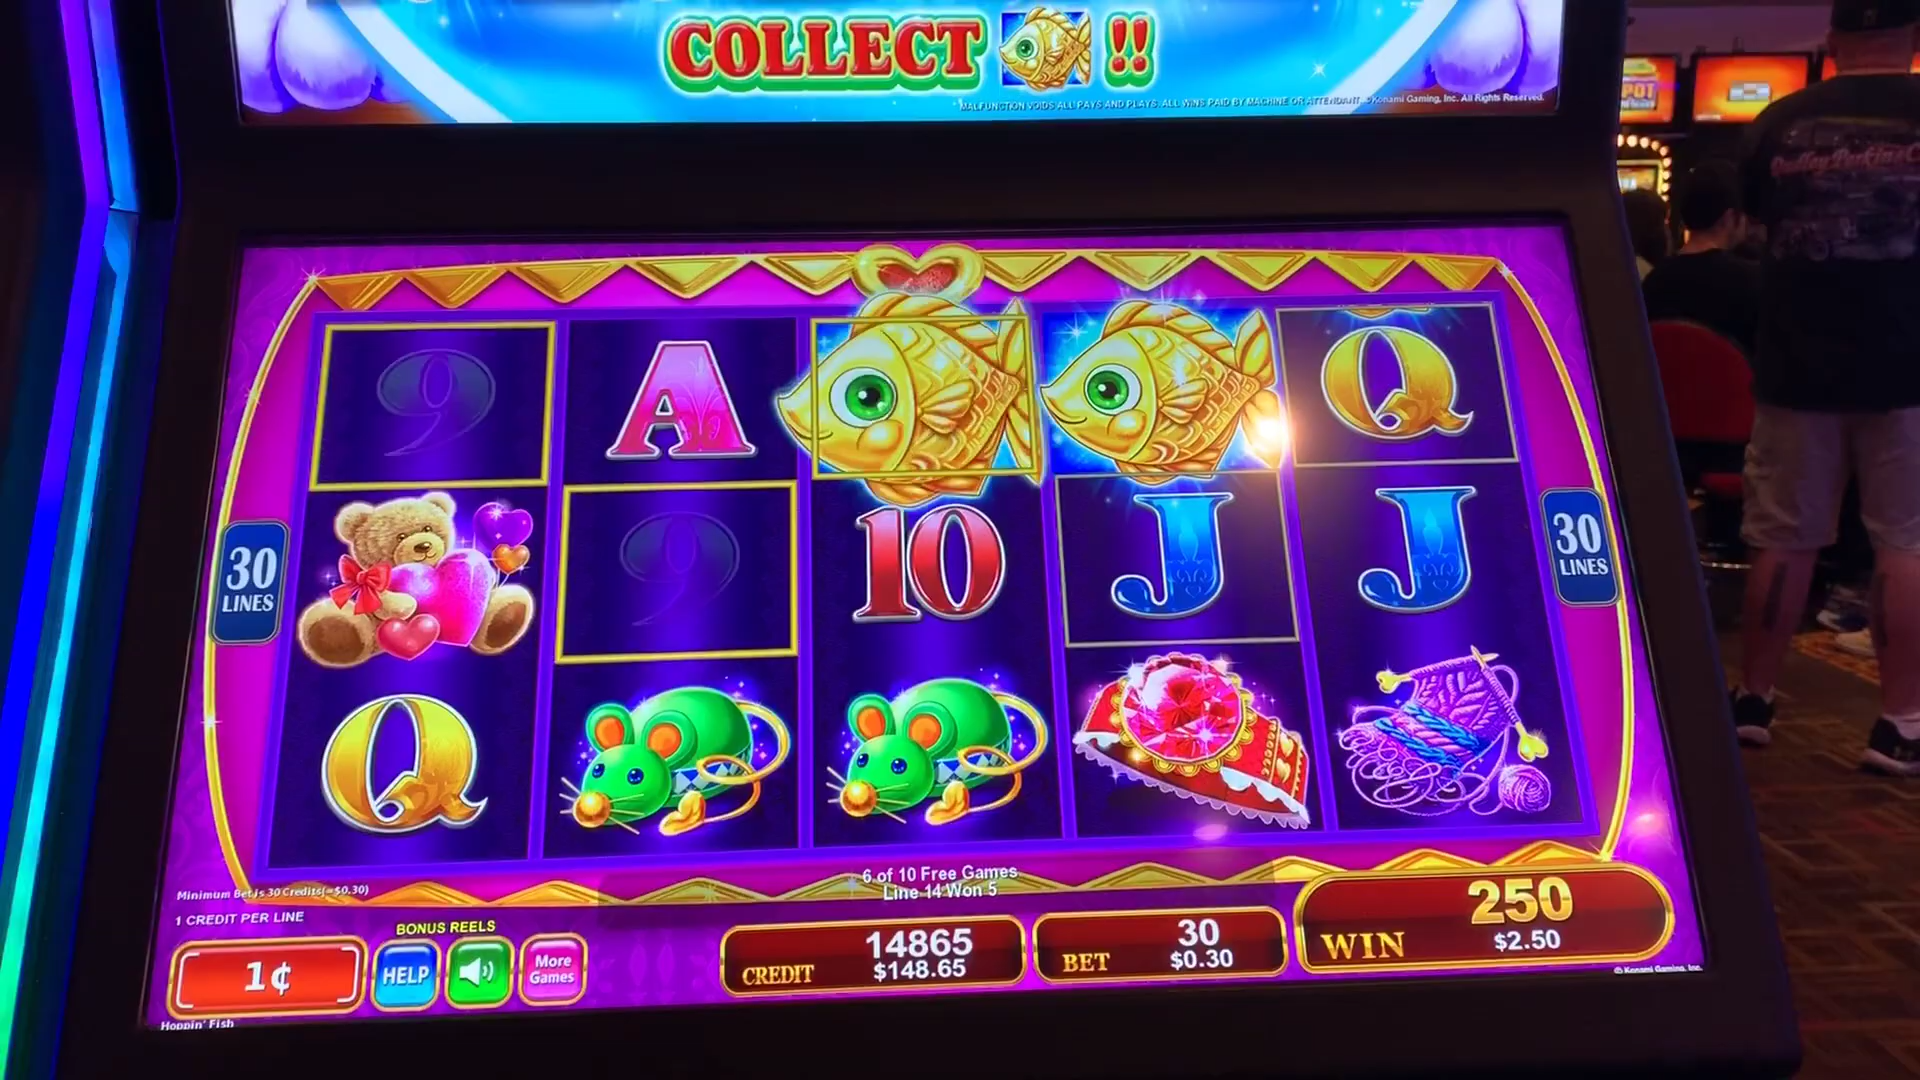 COLLECT !!
MALFUNCTION VOIDS ALL PAYS AND PLAYS. ALL WINS PAID BY MACHINE OR ATTENDANT. ©Konami Gaming, Inc. All Rights Reserved.
POT
9 A Q
30 LINES
9 10 J J
30 LINES
Q
6 of 10 Free Games
Line 14 Won 5
Minimum Bet is 30 Credits(=$0.30)
1 CREDIT PER LINE
BONUS REELS
1¢
HELP
More Games
CREDIT 14865 $148.65
BET 30 $0.30
WIN 250 $2.50
© Konami Gaming, Inc.
Hoppin' Fish